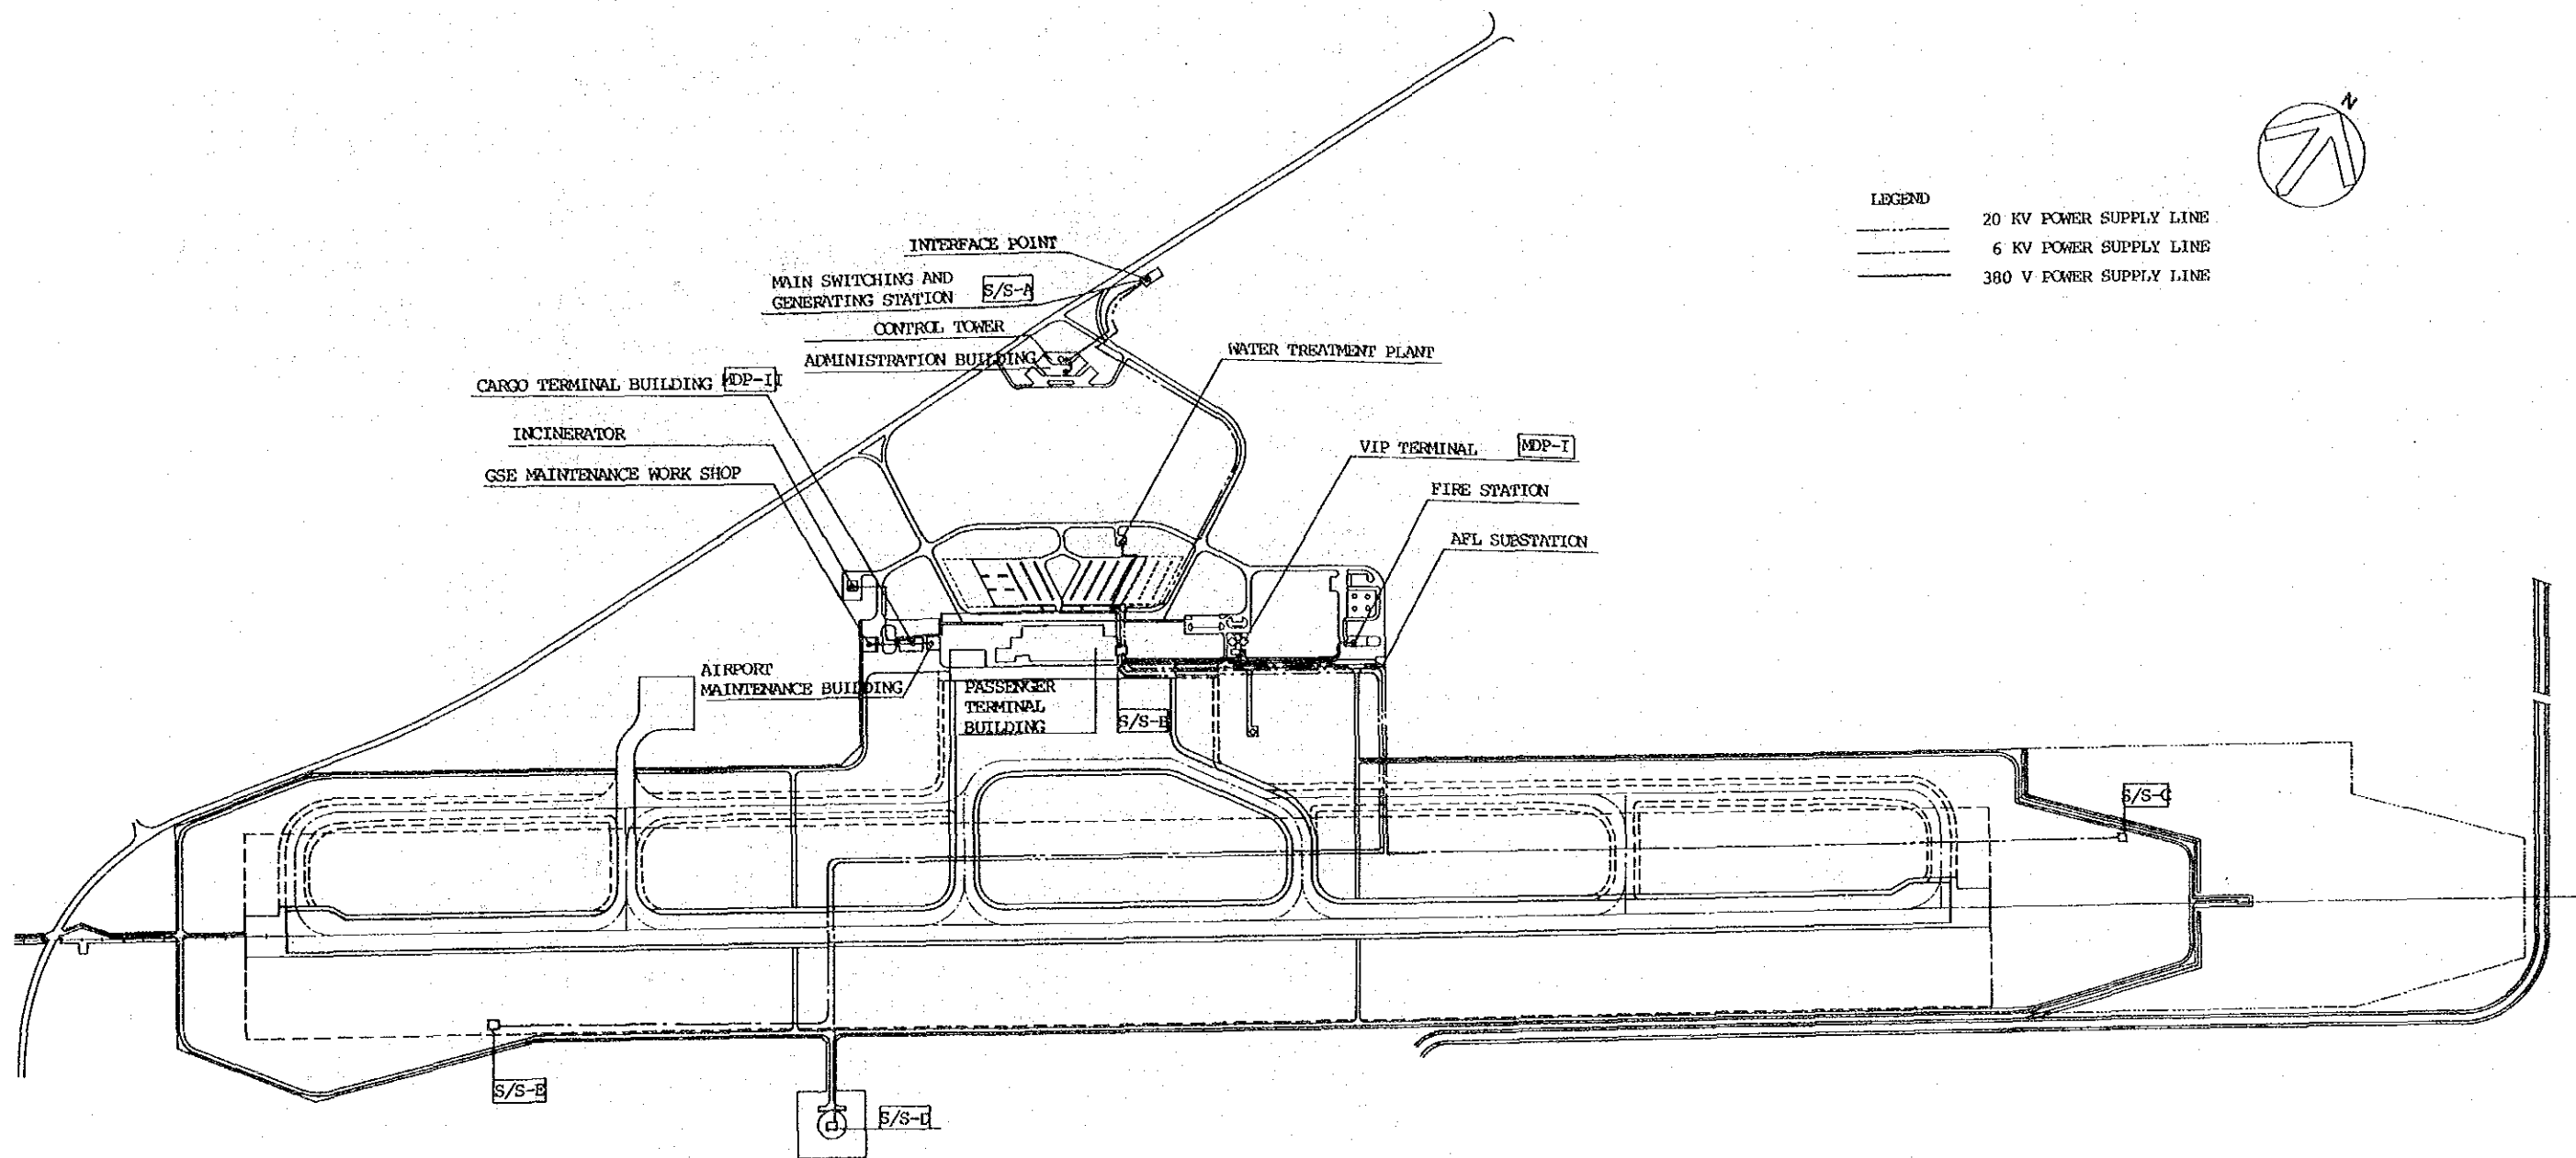 N
LEGEND
20 KV POWER SUPPLY LINE
6 KV POWER SUPPLY LINE
380 V POWER SUPPLY LINE
INTERFACE POINT
MAIN SWITCHING AND
GENERATING STATION S/S-A
CONTROL TOWER
ADMINISTRATION BUILDING
WATER TREATMENT PLANT
CARGO TERMINAL BUILDING MDP-II
INCINERATOR
GSE MAINTENANCE WORK SHOP
VIP TERMINAL MDP-I
FIRE STATION
AFL SUBSTATION
AIRPORT
MAINTENANCE BUILDING
PASSENGER
TERMINAL
BUILDING
S/S-B
S/S-C
S/S-E
S/S-D